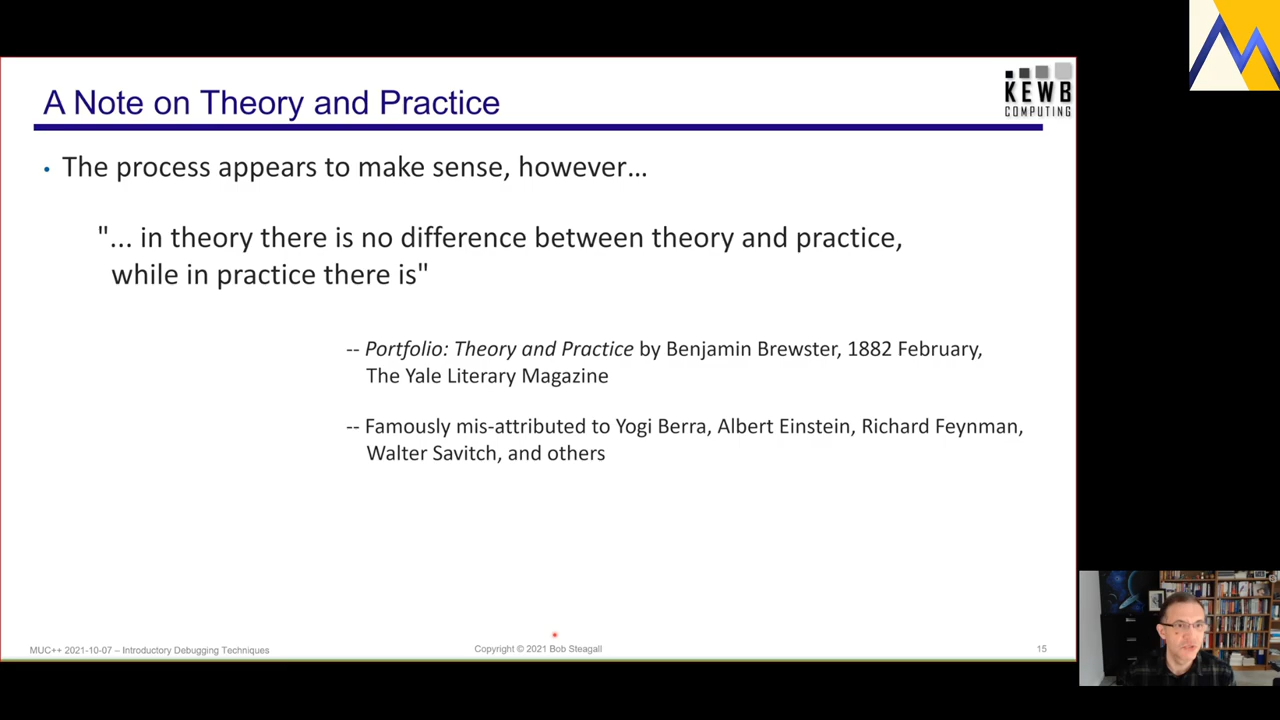 A Note on Theory and Practice
KEWB
COMPUTING
• The process appears to make sense, however…
"... in theory there is no difference between theory and practice,
while in practice there is"
-- Portfolio: Theory and Practice by Benjamin Brewster, 1882 February,
The Yale Literary Magazine
-- Famously mis-attributed to Yogi Berra, Albert Einstein, Richard Feynman,
Walter Savitch, and others
MUC++ 2021-10-07 – Introductory Debugging Techniques
Copyright © 2021 Bob Steagall
15